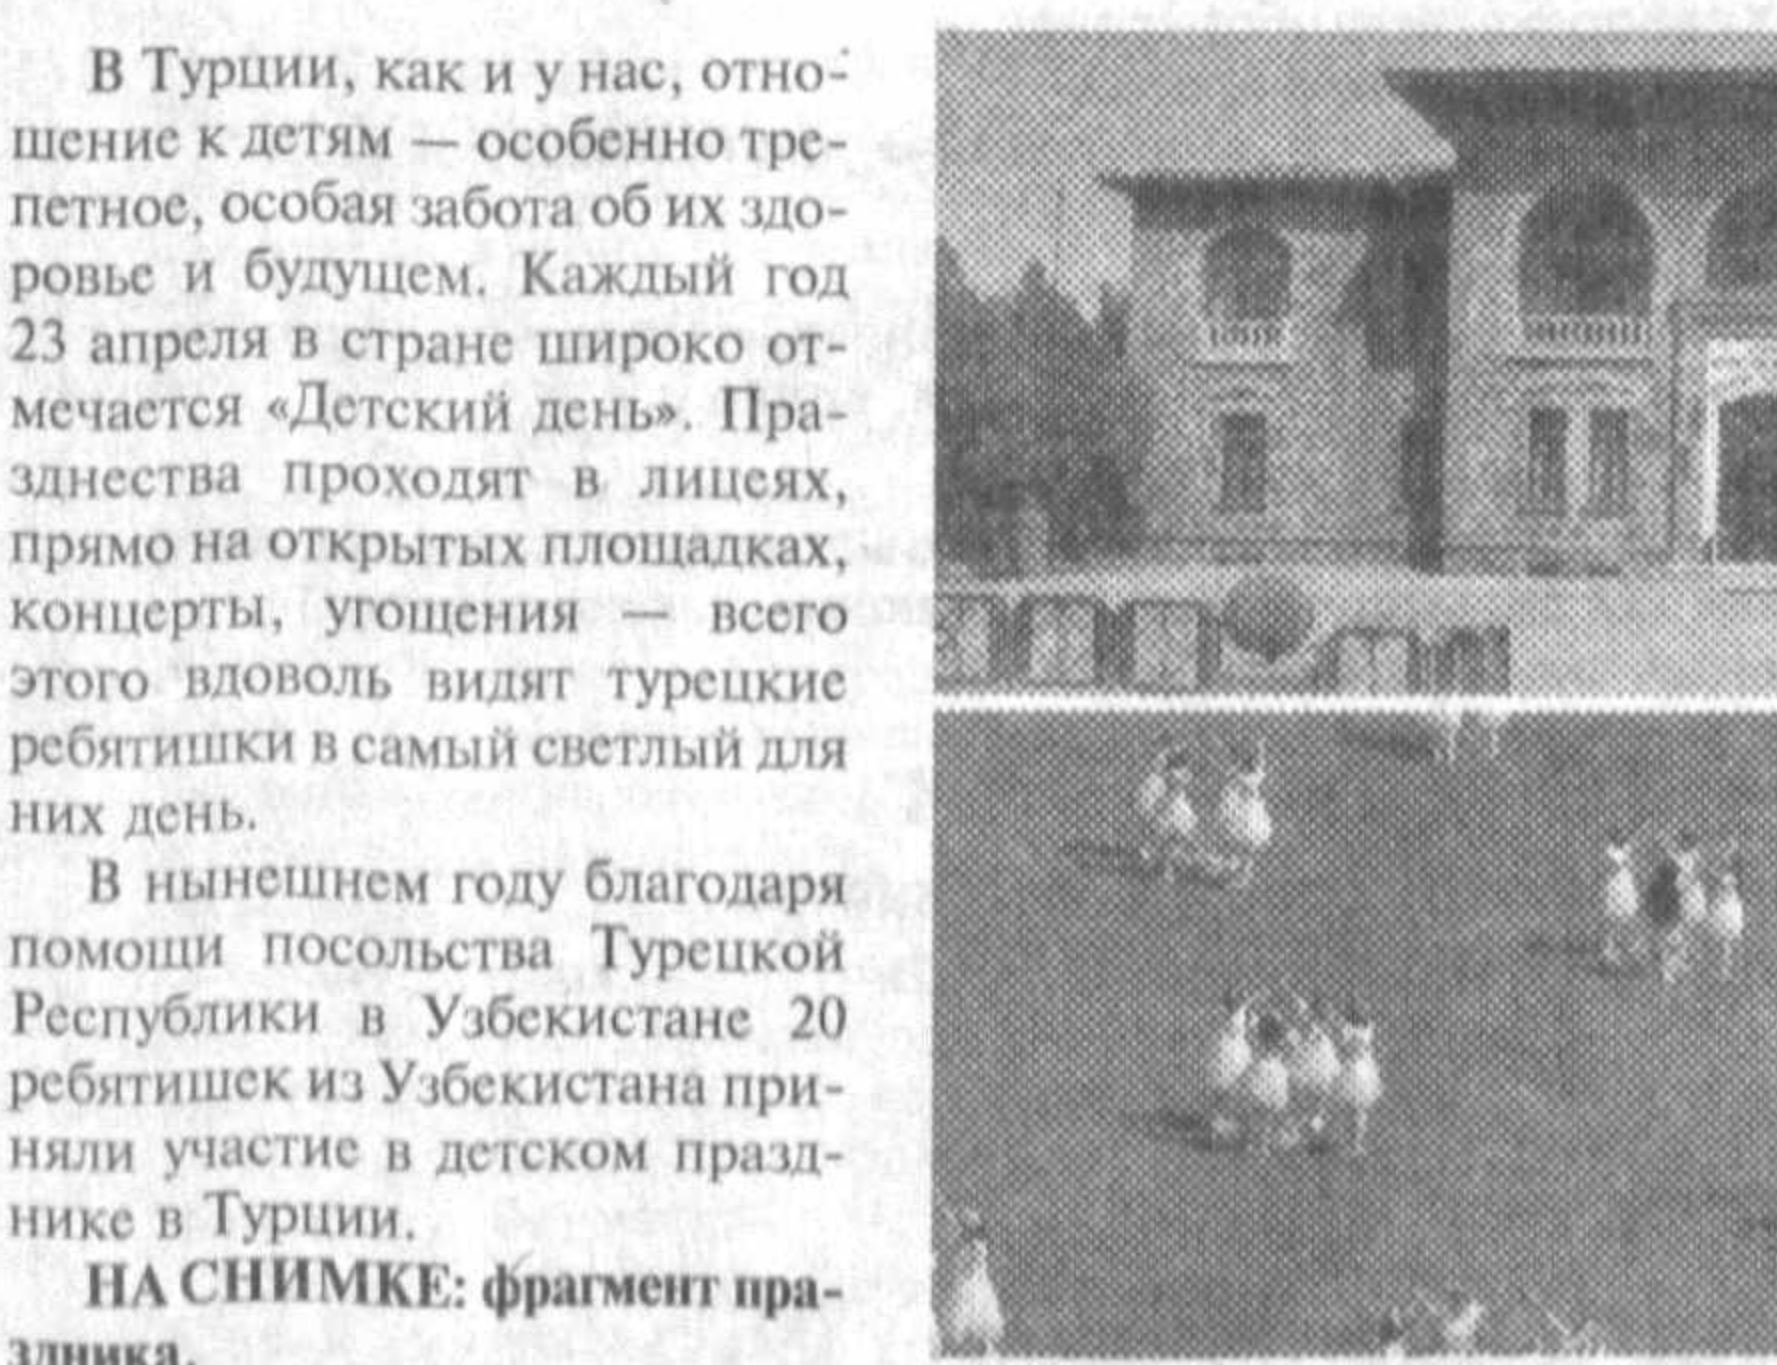 В Турции, как и у нас, отно-
шение к детям — особенно тре-
петное, особая забота об их здо-
ровье и будущем. Каждый год
23 апреля в стране широко от-
мечается «Детский день». Пра-
зднества проходят в лицеях,
прямо на открытых площадках,
концерты, угощения — всего
этого вдоволь видят турецкие
ребятишки в самый светлый для
них день.
В нынешнем году благодаря
помощи посольства Турецкой
Республики в Узбекистане 20
ребятишек из Узбекистана при-
няли участие в детском празд-
нике в Турции.
НА СНИМКЕ: фрагмент пра-
здника.